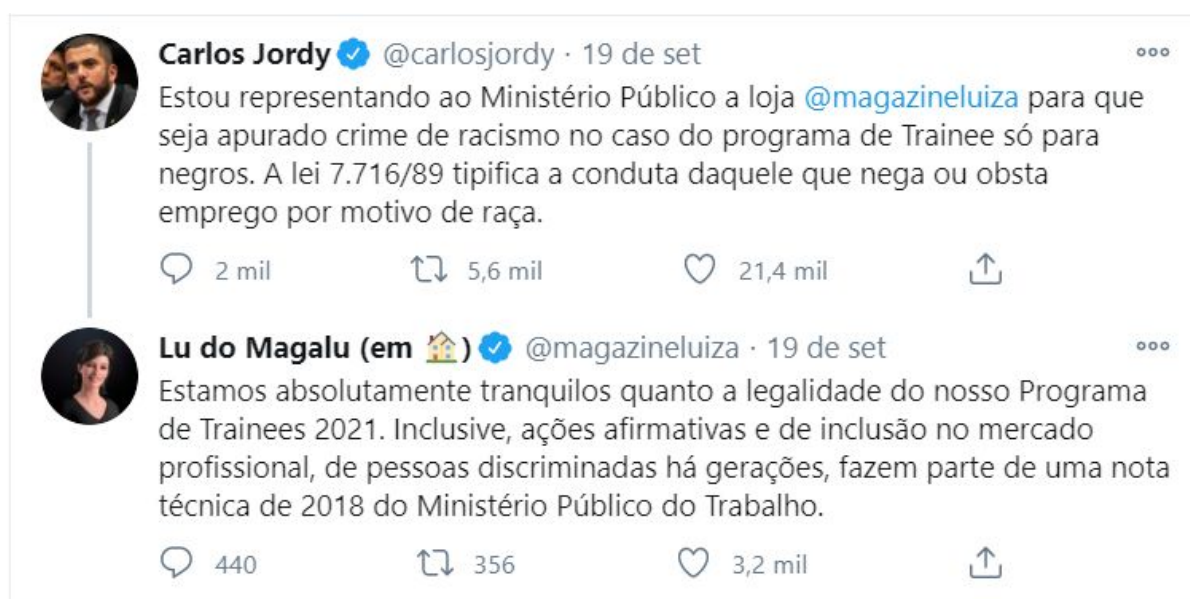 Carlos Jordy @carlosjordy · 19 de set
Estou representando ao Ministério Público a loja @magazineluiza para que
seja apurado crime de racismo no caso do programa de Trainee só para
negros. A lei 7.716/89 tipifica a conduta daquele que nega ou obsta
emprego por motivo de raça.
2 mil 5,6 mil 21,4 mil
Lu do Magalu (em 🏠) @magazineluiza · 19 de set
Estamos absolutamente tranquilos quanto a legalidade do nosso Programa
de Trainees 2021. Inclusive, ações afirmativas e de inclusão no mercado
profissional, de pessoas discriminadas há gerações, fazem parte de uma nota
técnica de 2018 do Ministério Público do Trabalho.
440 356 3,2 mil